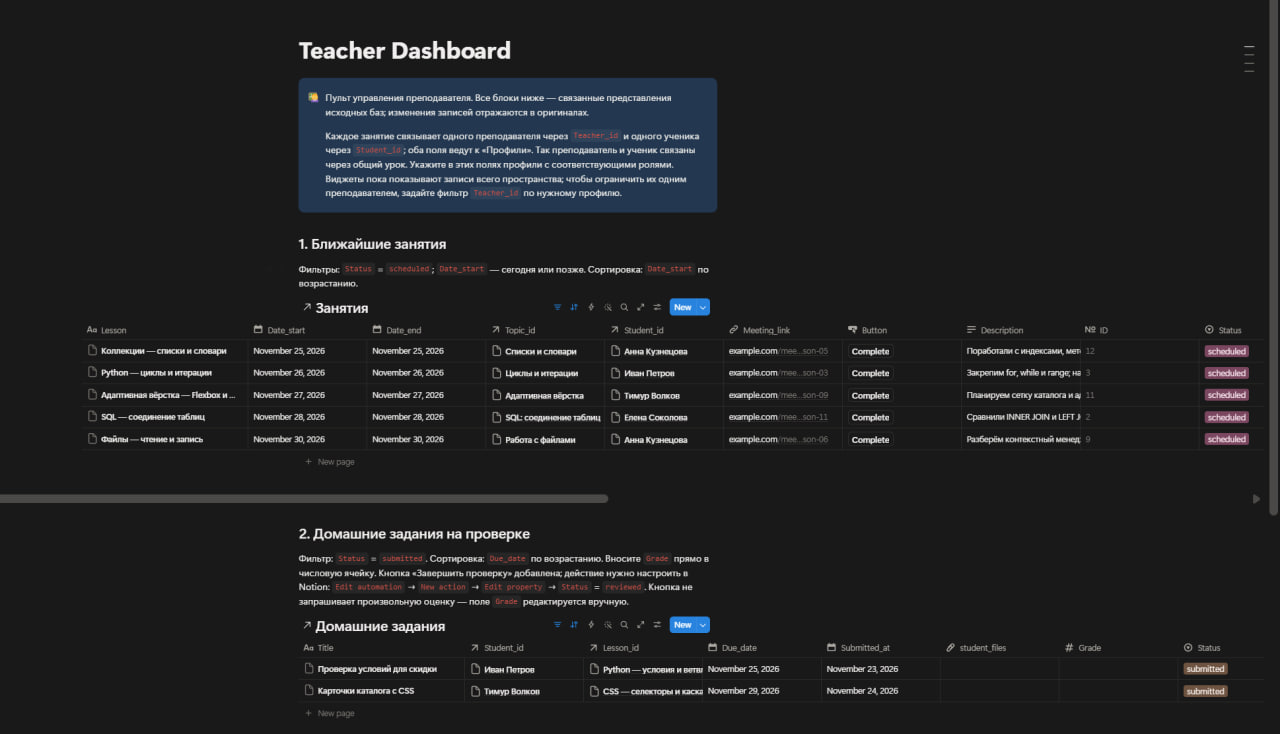 Teacher Dashboard
Пульт управления преподавателя. Все блоки ниже — связанные представления
исходных баз; изменения записей отражаются в оригиналах.
Каждое занятие связывает одного преподавателя через Teacher_id и одного ученика
через Student_id; оба поля ведут к «Профили». Так преподаватель и ученик связаны
через общий урок. Укажите в этих полях профили с соответствующими ролями.
Виджеты пока показывают записи всего пространства; чтобы ограничить их одним
преподавателем, задайте фильтр Teacher_id по нужному профилю.
1. Ближайшие занятия
Фильтры: Status = scheduled; Date_start — сегодня или позже. Сортировка: Date_start по
возрастанию.
Занятия New
Aa Lesson Date_start Date_end Topic_id Student_id Meeting_link Button Description № ID Status
Коллекции — списки и словари November 25, 2026 November 25, 2026 Списки и словари Анна Кузнецова example.com/mee...son-05 Complete Поработали с индексами, мет 12 scheduled
Python — циклы и итерации November 26, 2026 November 26, 2026 Циклы и итерации Иван Петров example.com/mee...son-03 Complete Закрепим for, while и range; на 3 scheduled
Адаптивная вёрстка — Flexbox и ... November 27, 2026 November 27, 2026 Адаптивная вёрстка Тимур Волков example.com/mee...son-09 Complete Планируем сетку каталога и а 11 scheduled
SQL — соединение таблиц November 28, 2026 November 28, 2026 SQL: соединение таблиц Елена Соколова example.com/mee...son-11 Complete Сравнили INNER JOIN и LEFT J 2 scheduled
Файлы — чтение и запись November 30, 2026 November 30, 2026 Работа с файлами Анна Кузнецова example.com/mee...son-06 Complete Разберём контекстный менед 9 scheduled
+ New page
2. Домашние задания на проверке
Фильтр: Status = submitted. Сортировка: Due_date по возрастанию. Вносите Grade прямо в
числовую ячейку. Кнопка «Завершить проверку» добавлена; действие нужно настроить в
Notion: Edit automation → New action → Edit property → Status = reviewed. Кнопка не
запрашивает произвольную оценку — поле Grade редактируется вручную.
Домашние задания New
Aa Title Student_id Lesson_id Due_date Submitted_at student_files # Grade Status
Проверка условий для скидки Иван Петров Python — условия и ветв November 25, 2026 November 23, 2026 submitted
Карточки каталога с CSS Тимур Волков CSS — селекторы и каска November 29, 2026 November 24, 2026 submitted
+ New page